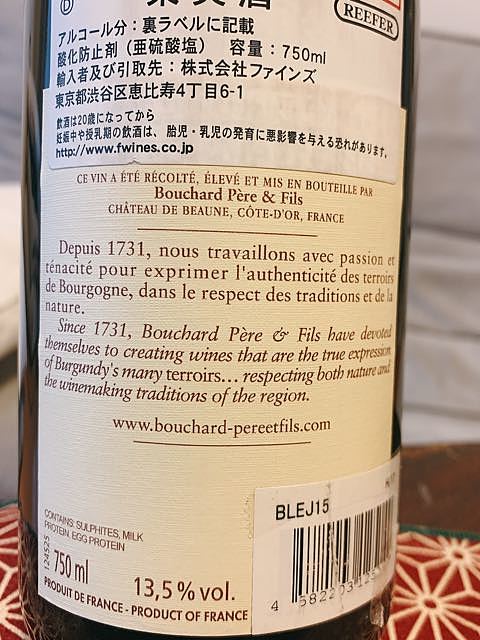 REEFER
アルコール分：裏ラベルに記載
酸化防止剤（亜硫酸塩） 容量：750ml
輸入者及び引取先：株式会社ファインズ
東京都渋谷区恵比寿4丁目6-1
飲酒は20歳になってから
妊娠中や授乳期の飲酒は、胎児・乳児の発育に悪影響を与える恐れがあります。
http://www.fwines.co.jp
CE VIN A ÉTÉ RÉCOLTÉ, ÉLEVÉ ET MIS EN BOUTEILLE PAR
Bouchard Père & Fils
CHÂTEAU DE BEAUNE, CÔTE-D'OR, FRANCE
Depuis 1731, nous travaillons avec passion et
ténacité pour exprimer l'authenticité des terroirs
de Bourgogne, dans le respect des traditions et de la
nature.
Since 1731, Bouchard Père & Fils have devoted
themselves to creating wines that are the true expression
of Burgundy's many terroirs... respecting both nature and
the winemaking traditions of the region.
www.bouchard-pereetfils.com
BLEJ15
CONTAINS: SULPHITES, MILK
PROTEIN, EGG PROTEIN
124525
750 ml
13,5 % vol.
PRODUIT DE FRANCE - PRODUCT OF FRANCE